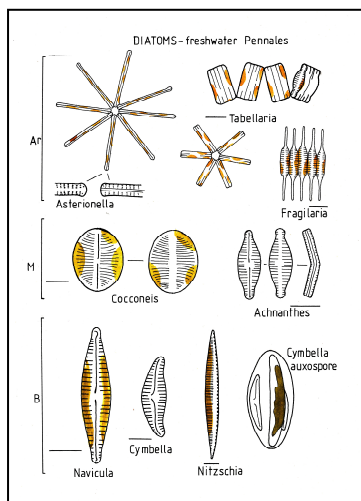 DIATOMS - freshwater Pennales
Ar
Tabellaria
Asterionella
Fragilaria
M
Cocconeis
Achnanthes
B
Cymbella
auxospore
Cymbella
Navicula
Nitzschia